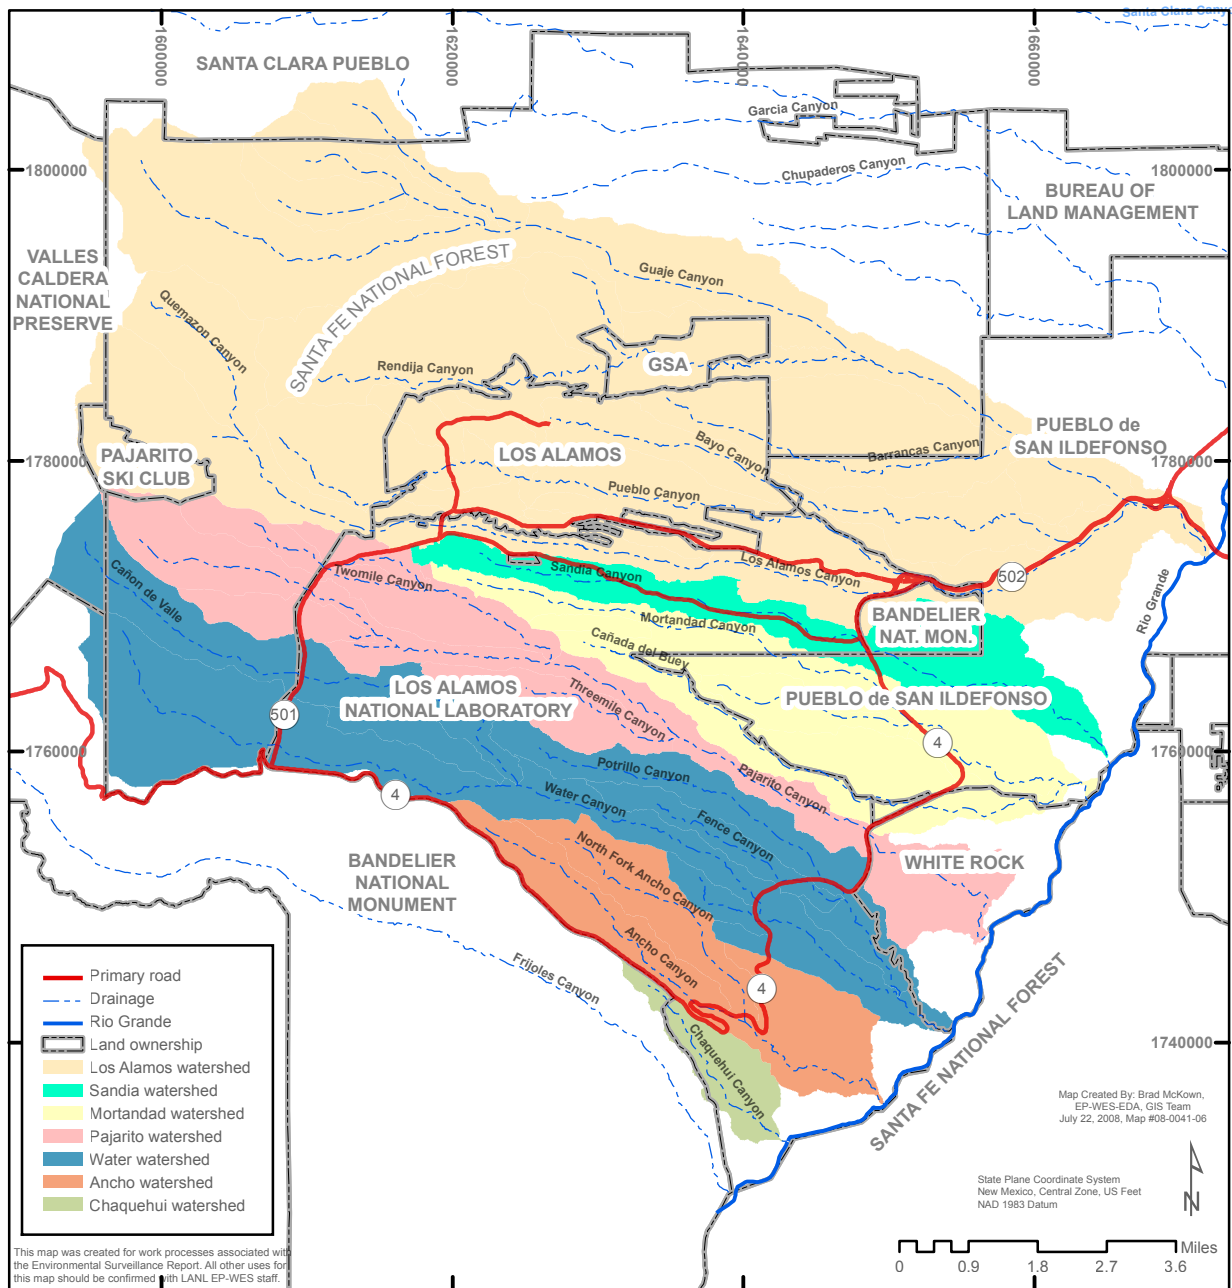 Santa Clara Cany
1600000
1620000
1640000
1660000
SANTA CLARA PUEBLO
Garcia Canyon
Chupaderos Canyon
1800000
1800000
BUREAU OF
LAND MANAGEMENT
VALLES
CALDERA
NATIONAL
PRESERVE
SANTA FE NATIONAL FOREST
Guaje Canyon
Quemazon Canyon
Rendija Canyon
GSA
PUEBLO de
SAN ILDEFONSO
Bayo Canyon
Barrancas Canyon
PAJARITO
SKI CLUB
LOS ALAMOS
1780000
1780000
Pueblo Canyon
Los Alamos Canyon
Sandia Canyon
502
Twomile Canyon
Cañon de Valle
Rio Grande
BANDELIER
NAT. MON.
Mortandad Canyon
Cañada del Buey
LOS ALAMOS
NATIONAL LABORATORY
PUEBLO de SAN ILDEFONSO
Threemile Canyon
501
4
1760000
1760000
Potrillo Canyon
Pajarito Canyon
4
Water Canyon
Fence Canyon
BANDELIER
NATIONAL
MONUMENT
North Fork Ancho Canyon
WHITE ROCK
Ancho Canyon
Frijoles Canyon
4
SANTA FE NATIONAL FOREST
Chaquehui Canyon
1740000
Primary road
Drainage
Rio Grande
Land ownership
Los Alamos watershed
Sandia watershed
Mortandad watershed
Pajarito watershed
Water watershed
Ancho watershed
Chaquehui watershed
Map Created By: Brad McKown,
EP-WES-EDA, GIS Team
July 22, 2008, Map #08-0041-06
State Plane Coordinate System
New Mexico, Central Zone, US Feet
NAD 1983 Datum
N
Miles
0 0.9 1.8 2.7 3.6
This map was created for work processes associated with
the Environmental Surveillance Report. All other uses for
this map should be confirmed with LANL EP-WES staff.